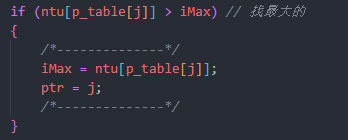 if (ntu[p_table[j]] > iMax) // 找最大的
{
/*--------------*/
iMax = ntu[p_table[j]];
ptr = j;
/*--------------*/
}